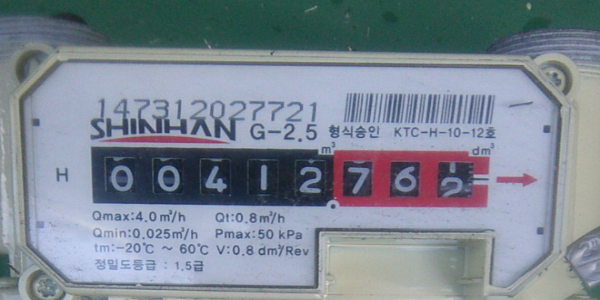 147312027721
SHINHAN G-2.5 형식승인 KTC-H-10-12호
m³ dm³
H 0 0 4 1 2 7 6
Qmax:4.0㎥/h Qt:0.8㎥/h
Qmin:0.025㎥/h Pmax:50 kPa
tm:-20℃ ~ 60℃ V:0.8 dm³/Rev
정밀도등급 : 1.5급